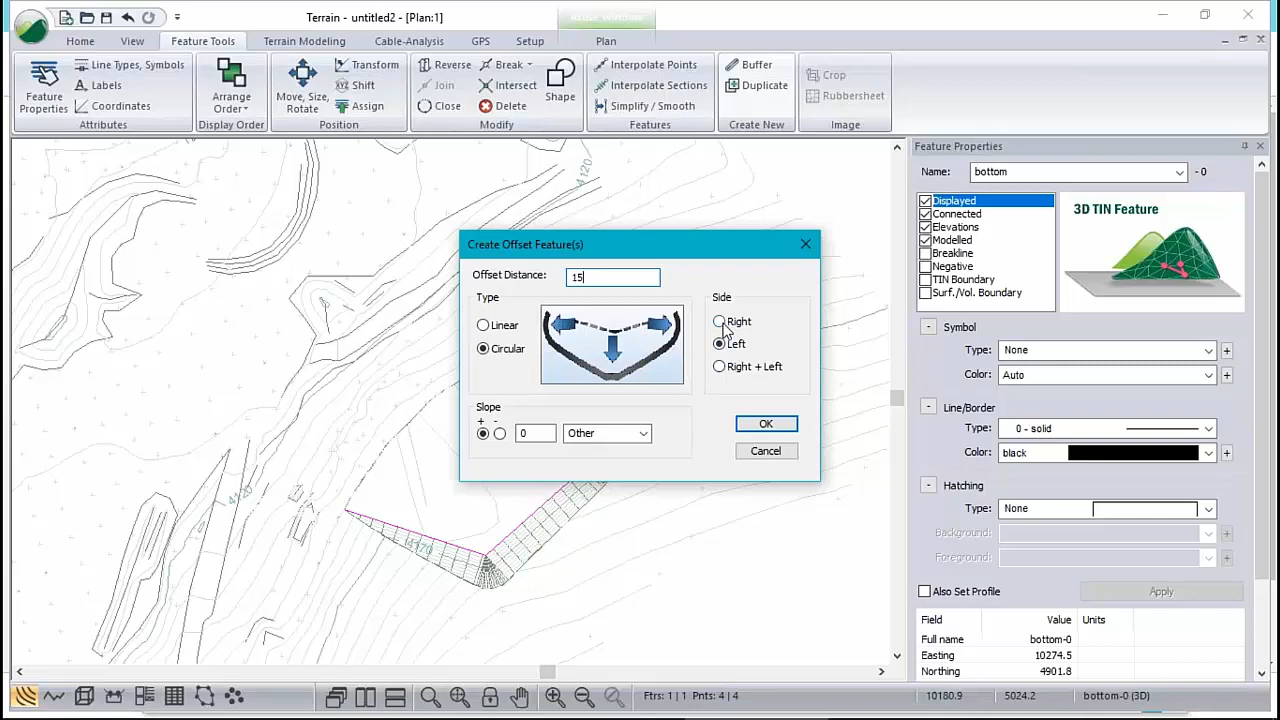 Terrain - untitled2 - [Plan:1]
Home
View
Feature Tools
Terrain Modeling
Cable-Analysis
GPS
Setup
Plan
Feature
Properties
Line Types, Symbols
Labels
Coordinates
Attributes
Arrange
Order
Display Order
Move, Size,
Rotate
Transform
Shift
Assign
Position
Reverse
Join
Close
Break
Intersect
Delete
Shape
Modify
Interpolate Points
Interpolate Sections
Simplify / Smooth
Features
Buffer
Duplicate
Create New
Crop
Rubbersheet
Image
4120
4120
4170
Create Offset Feature(s)
Offset Distance:
15
Type
Linear
Circular
Side
Right
Left
Right + Left
Slope
+ -
0
Other
OK
Cancel
Feature Properties
Name:
bottom
- 0
Displayed
Connected
Elevations
Modelled
Breakline
Negative
TIN Boundary
Surf./Vol. Boundary
3D TIN Feature
- Symbol
Type:
None
+
Color:
Auto
+
- Line/Border
Type:
0 - solid
Color:
black
+
- Hatching
Type:
None
Background:
+
Foreground:
+
Also Set Profile
Apply
Field Value Units
Full name bottom-0
Easting 10274.5
Northing 4901.8
Ftrs: 1 | 1 Pnts: 4 | 4
10180.9
5024.2
bottom-0 (3D)